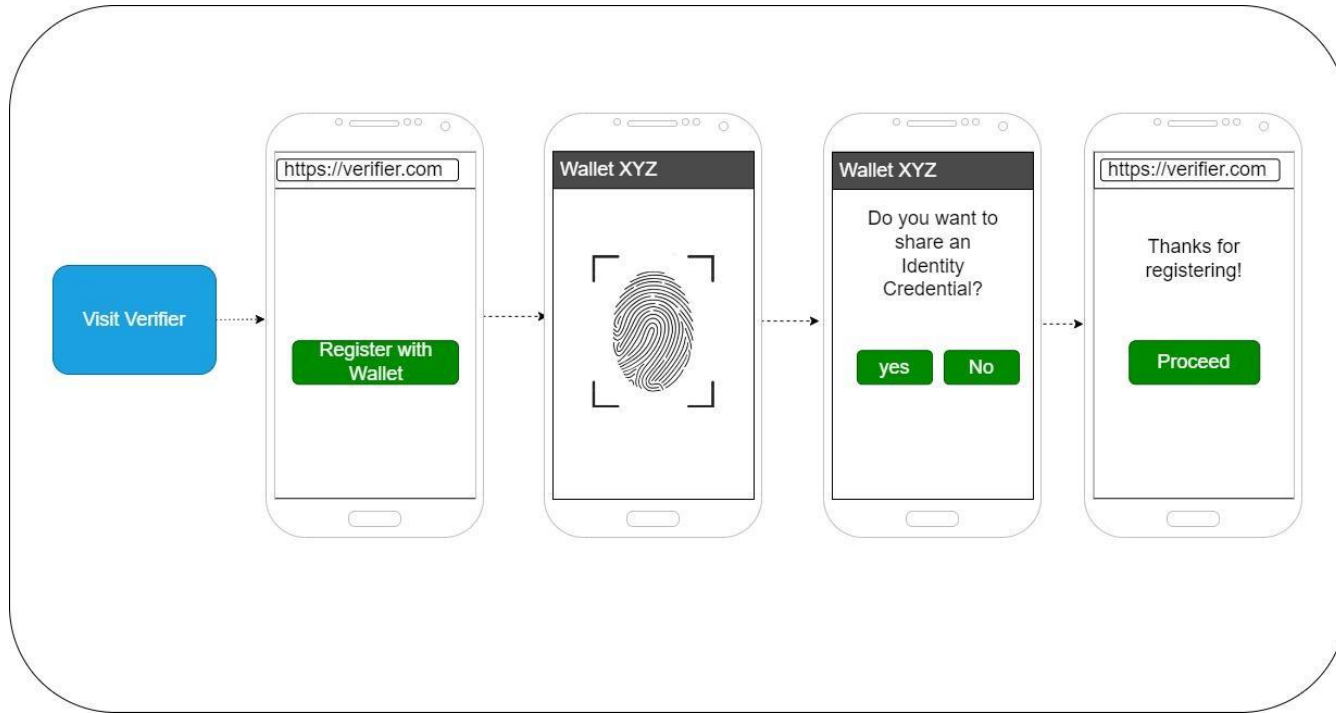 Visit Verifier
https://verifier.com
Register with
Wallet
Wallet XYZ
Wallet XYZ
Do you want to
share an
Identity
Credential?
yes
No
https://verifier.com
Thanks for
registering!
Proceed